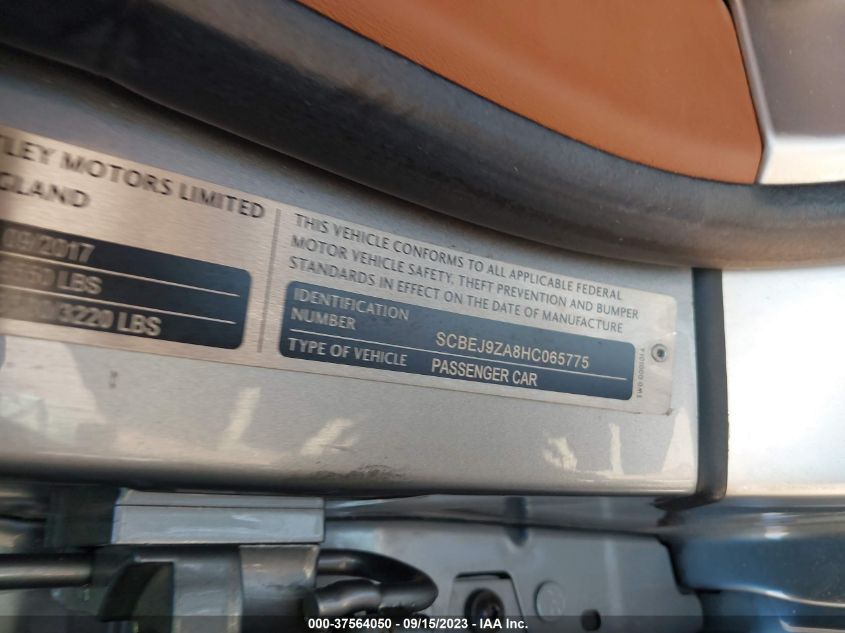 TLEY MOTORS LIMITED
GLAND
09/2017
LBS
3220 LBS
THIS VEHICLE CONFORMS TO ALL APPLICABLE FEDERAL
MOTOR VEHICLE SAFETY, THEFT PREVENTION AND BUMPER
STANDARDS IN EFFECT ON THE DATE OF MANUFACTURE
IDENTIFICATION
NUMBER
SCBEJ9ZA8HC065775
TYPE OF VEHICLE
PASSENGER CAR
000-37564050 - 09/15/2023 - IAA Inc.